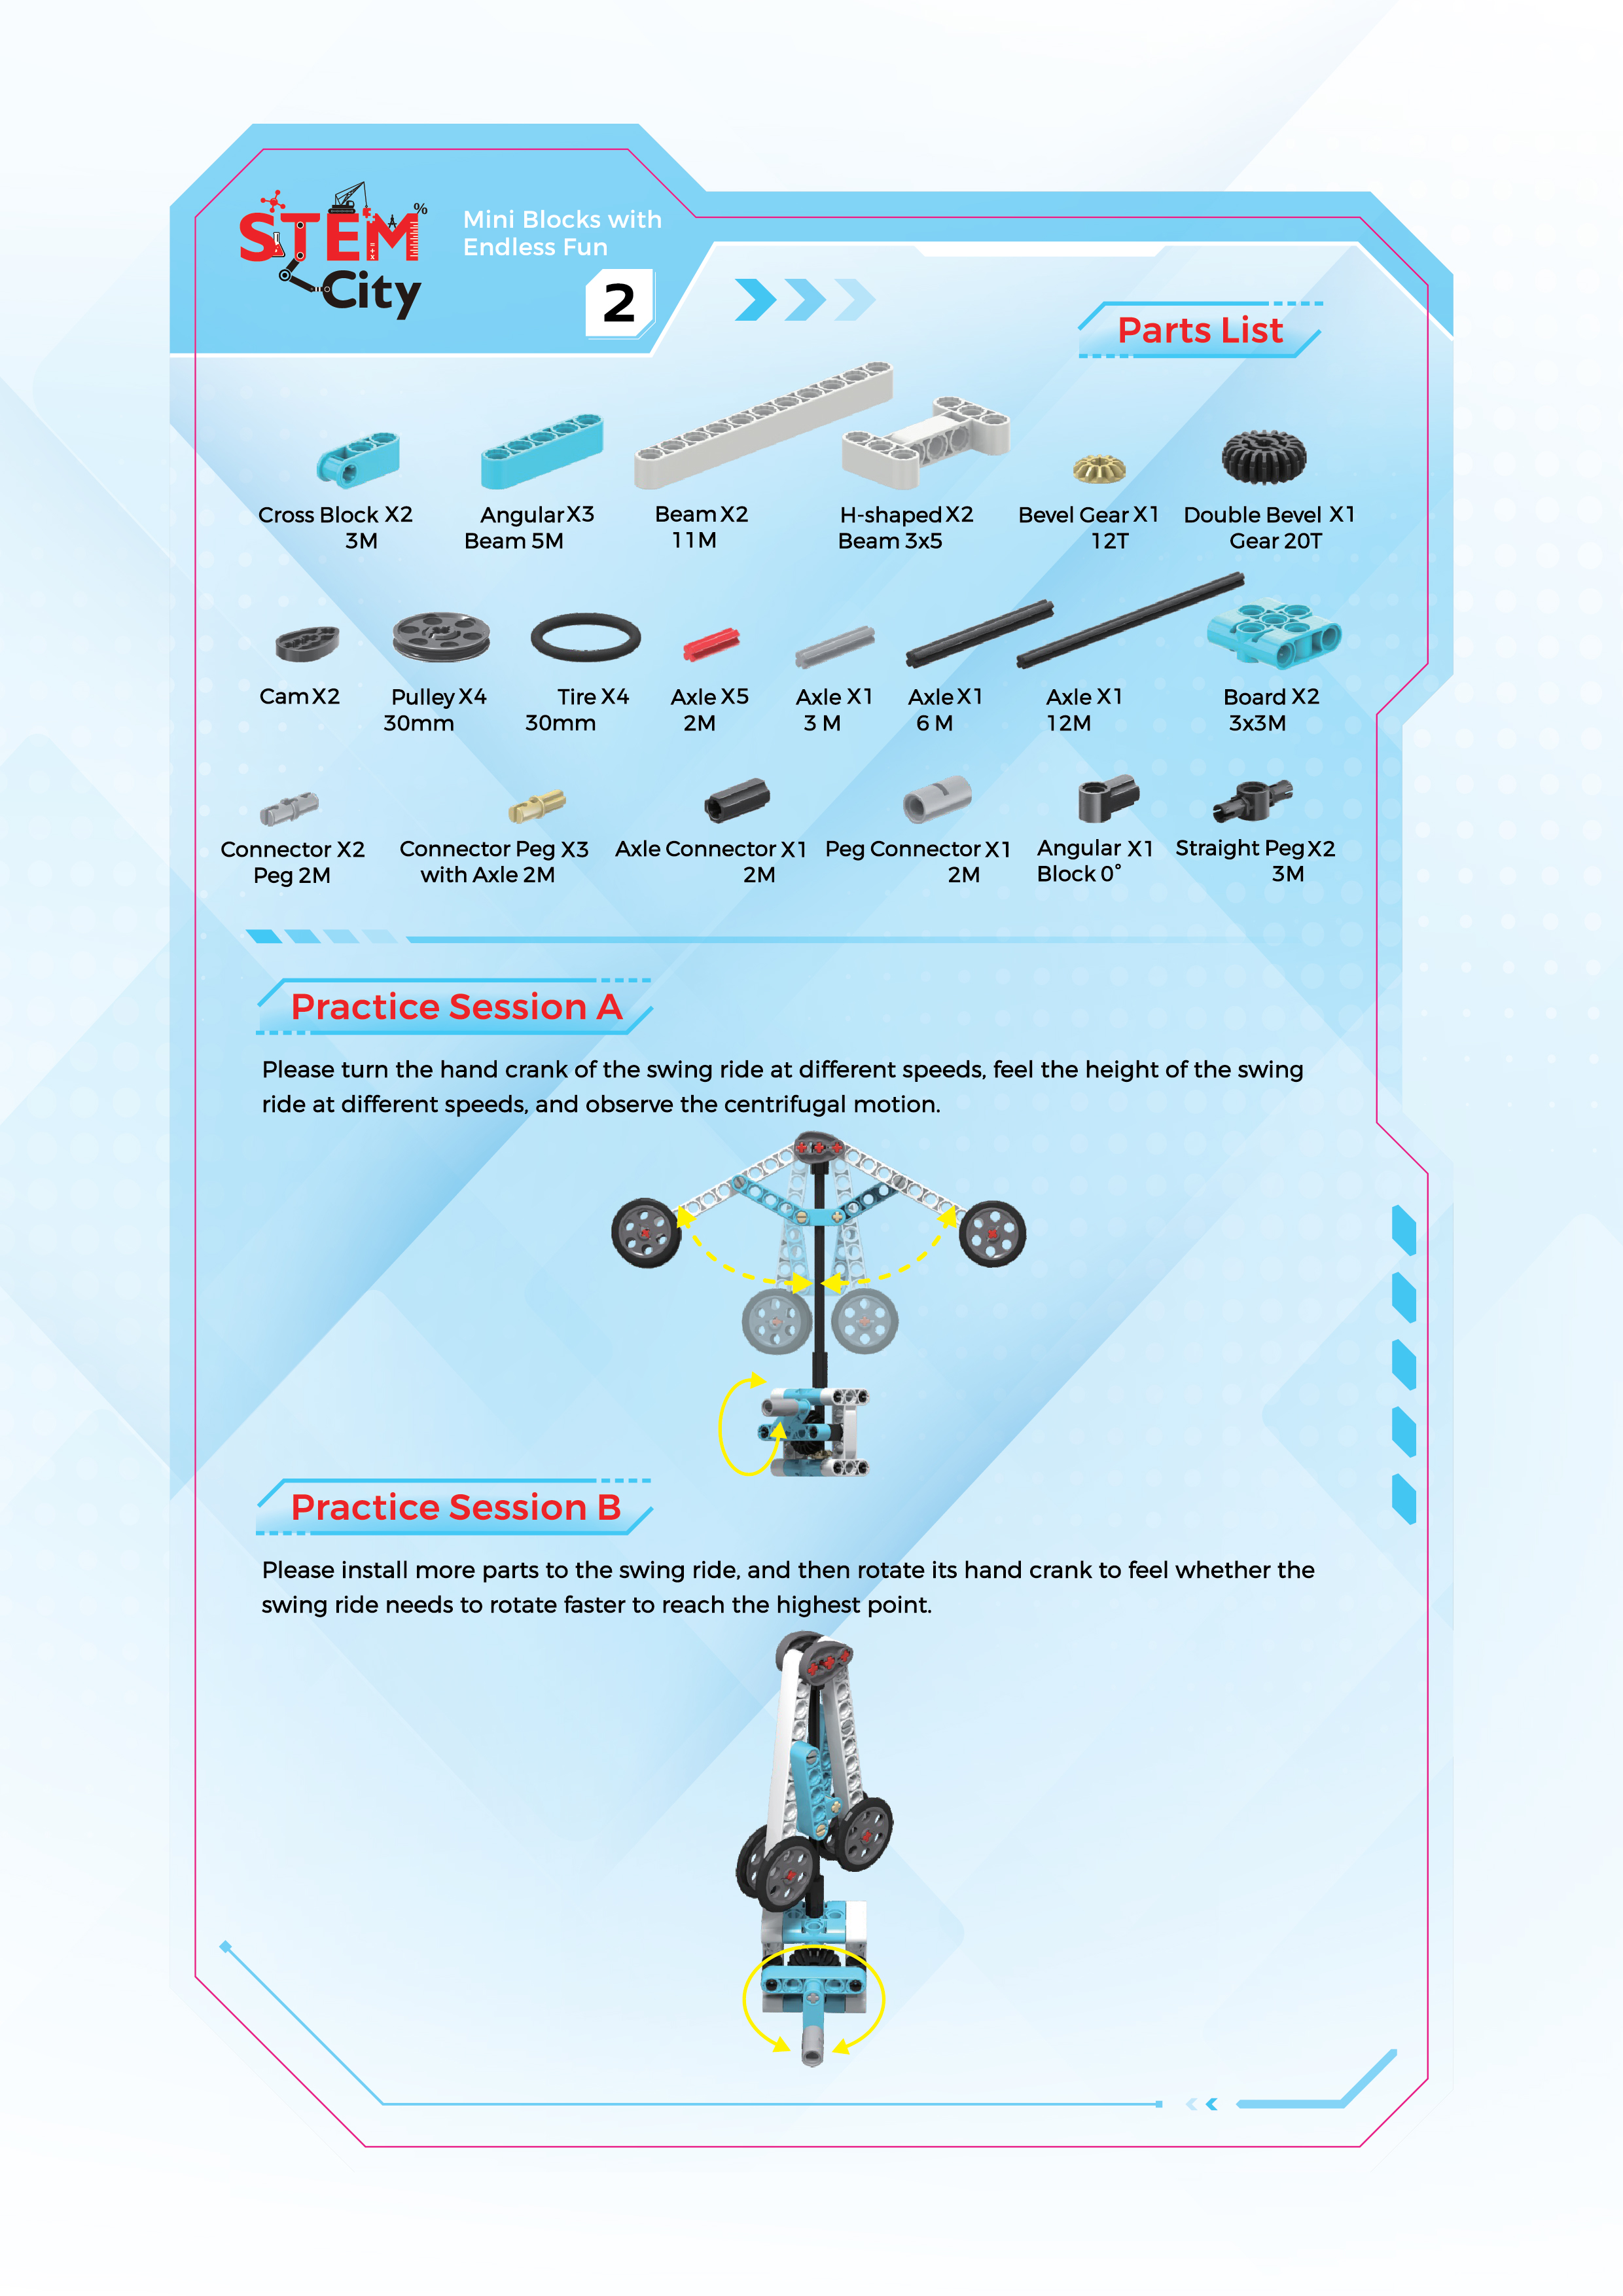 STEM
City
%
Mini Blocks with
Endless Fun
2
Parts List
Cross Block X2
3M
Angular X3
Beam 5M
Beam X2
11M
H-shaped X2
Beam 3x5
Bevel Gear X1
12T
Double Bevel X1
Gear 20T
Cam X2
Pulley X4
30mm
Tire X4
30mm
Axle X5
2M
Axle X1
3 M
Axle X1
6 M
Axle X1
12M
Board X2
3x3M
Connector X2
Peg 2M
Connector Peg X3
with Axle 2M
Axle Connector X1
2M
Peg Connector X1
2M
Angular X1
Block 0°
Straight Peg X2
3M
Practice Session A
Please turn the hand crank of the swing ride at different speeds, feel the height of the swing
ride at different speeds, and observe the centrifugal motion.
Practice Session B
Please install more parts to the swing ride, and then rotate its hand crank to feel whether the
swing ride needs to rotate faster to reach the highest point.